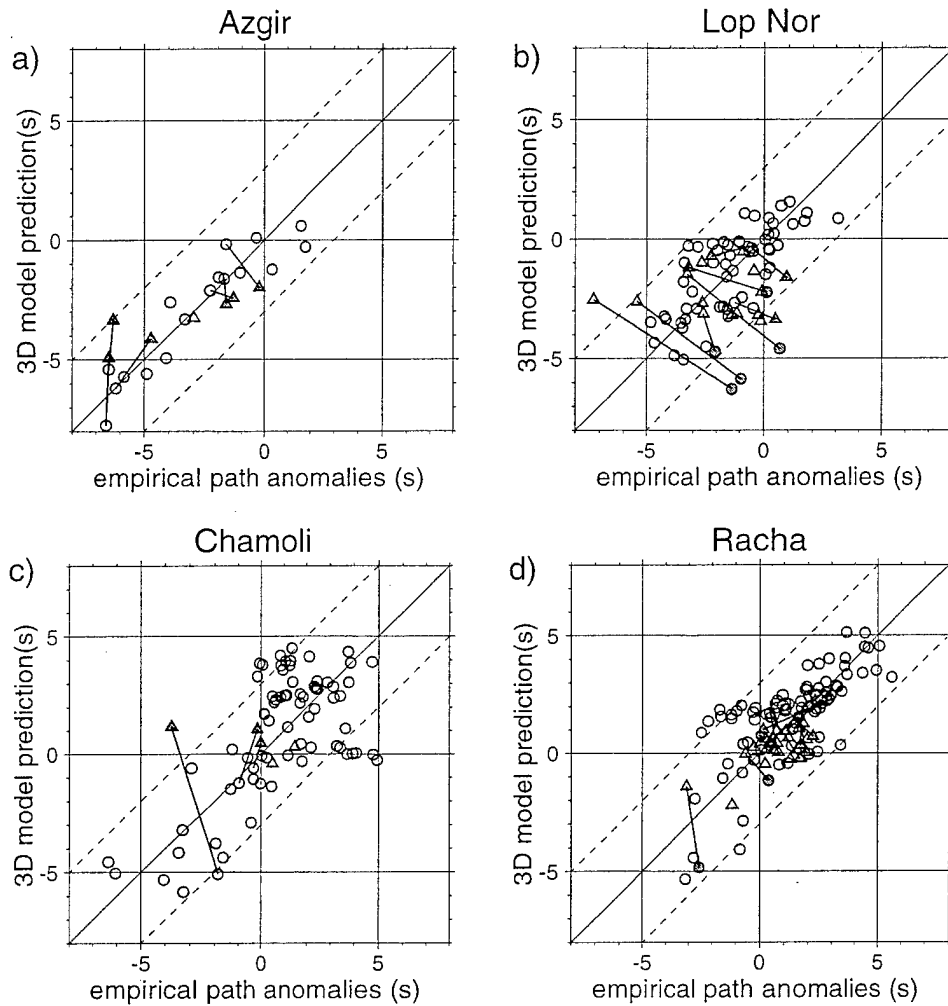 Azgir
Lop Nor
a)
b)
3D model prediction(s)
5
0
-5
-5
0
5
empirical path anomalies (s)
3D model prediction(s)
5
0
-5
-5
0
5
empirical path anomalies (s)
Chamoli
Racha
c)
d)
3D model prediction(s)
5
0
-5
-5
0
5
empirical path anomalies (s)
3D model prediction(s)
5
0
-5
-5
0
5
empirical path anomalies (s)